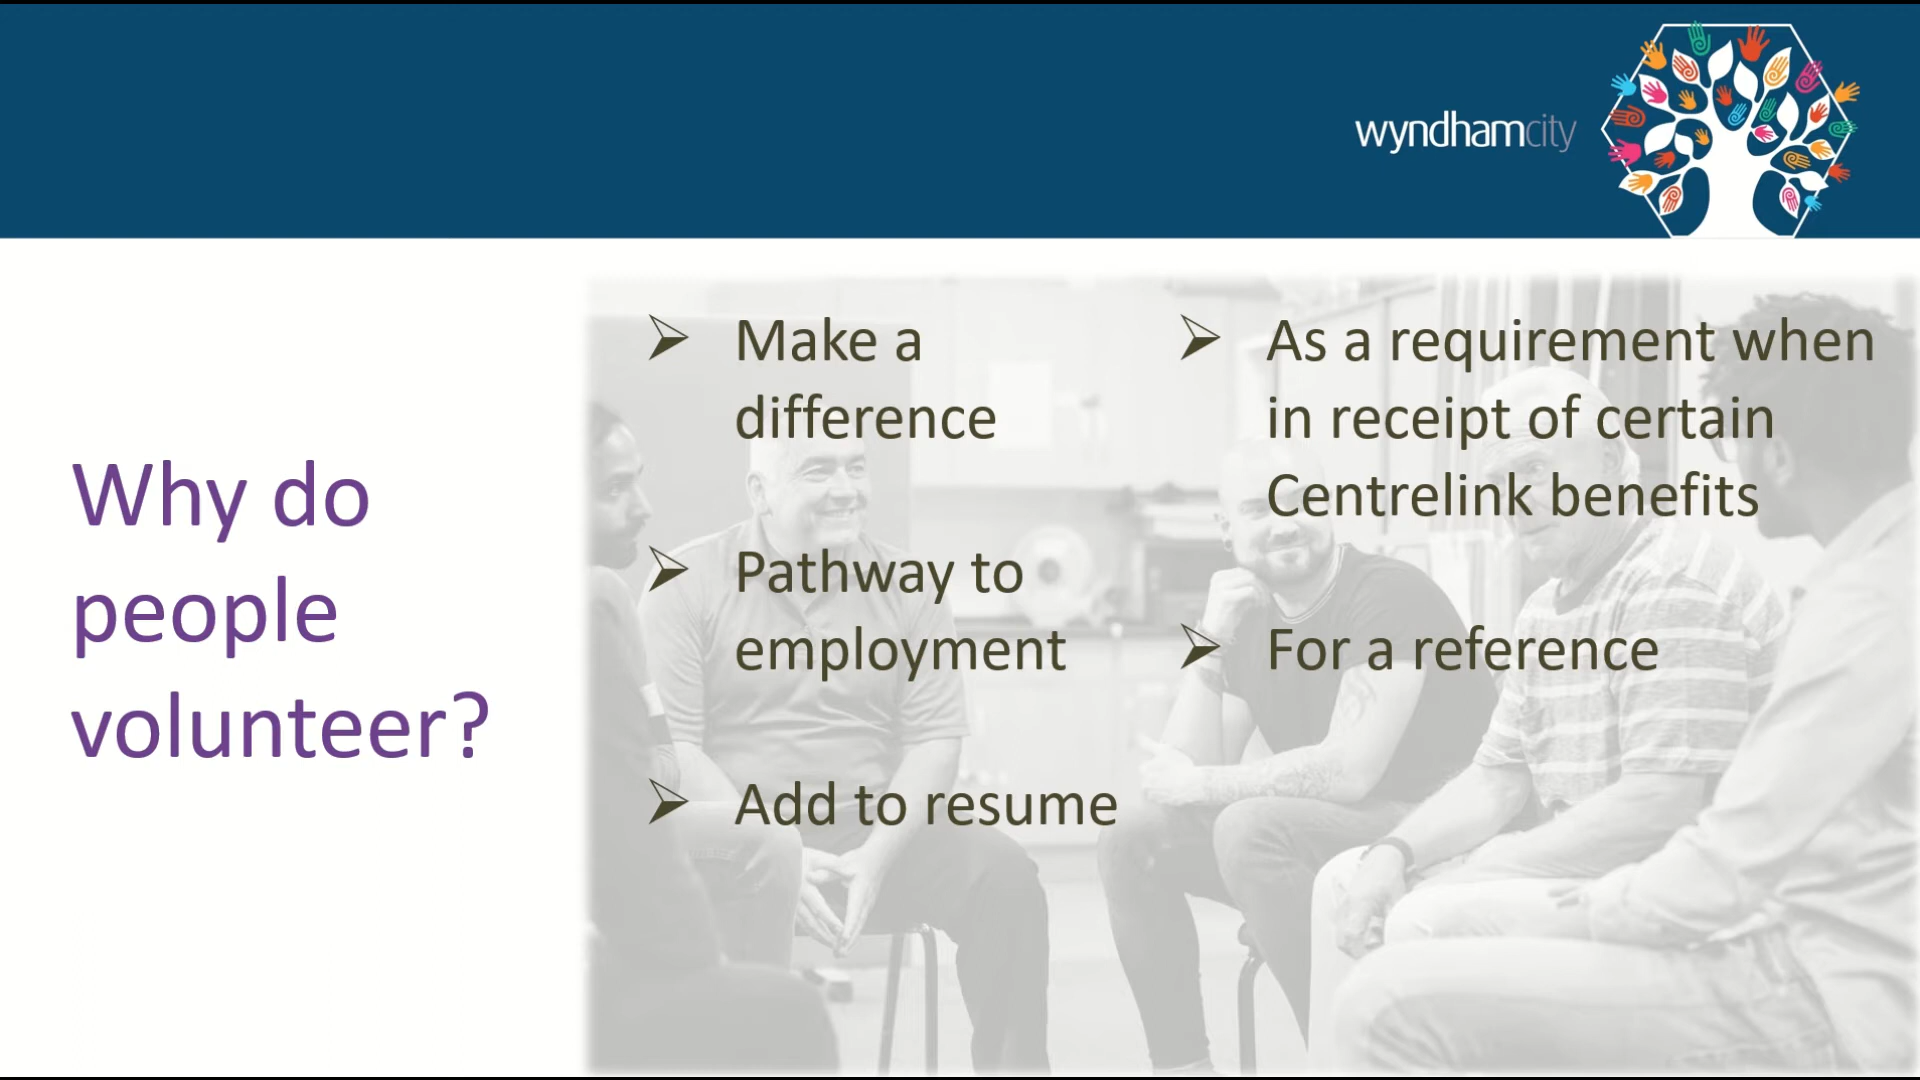 wyndhamcity
Why do
people
volunteer?
Make a
difference
Pathway to
employment
Add to resume
As a requirement when
in receipt of certain
Centrelink benefits
For a reference